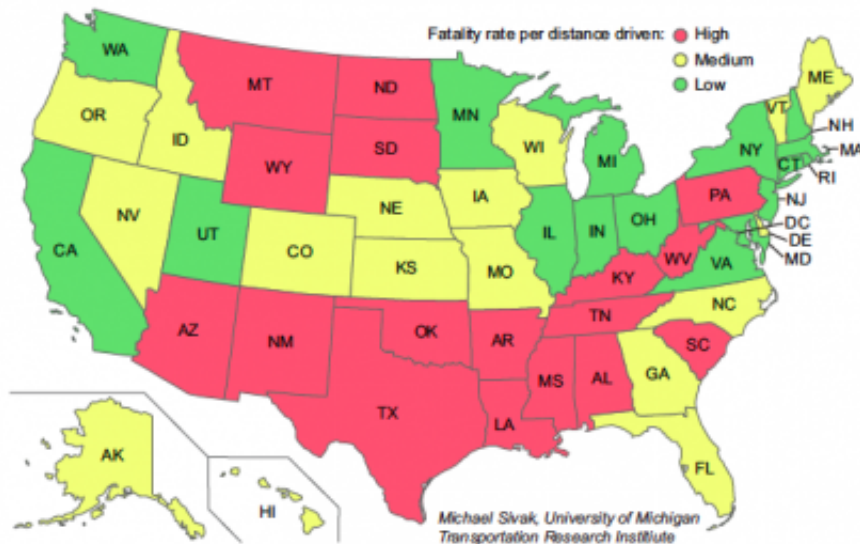 Fatality rate per distance driven: High
Medium
Low
WA
MT
ND
MN
ME
VT
NH
OR
ID
WY
SD
WI
MI
NY
MA
CT
RI
NV
UT
CO
NE
IA
IL
IN
OH
PA
NJ
DC
DE
MD
CA
KS
MO
KY
WV
VA
NC
TN
AZ
NM
OK
AR
SC
MS
AL
GA
TX
LA
FL
AK
HI
Michael Sivak, University of Michigan
Transportation Research Institiute